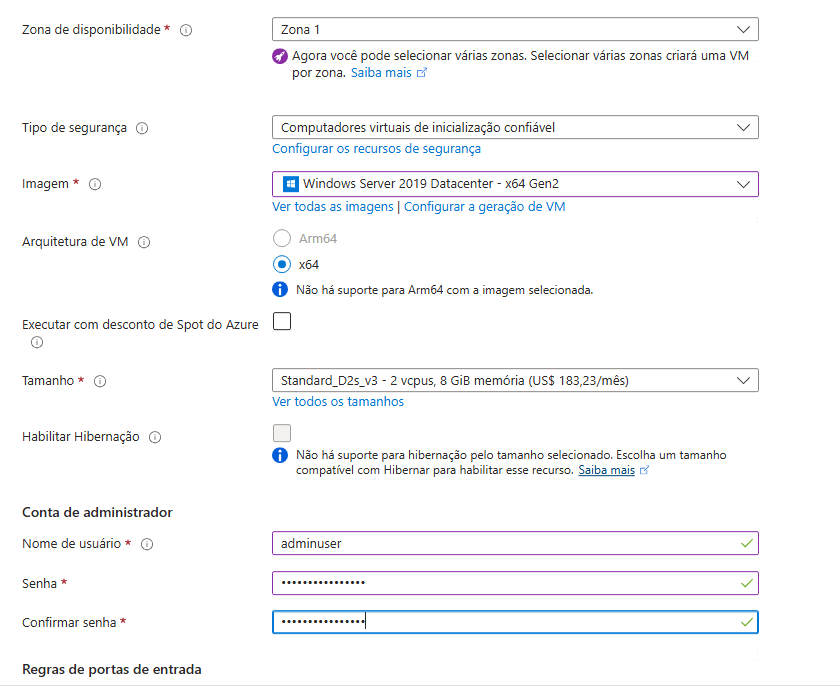 Zona de disponibilidade *
Zona 1
Agora você pode selecionar várias zonas. Selecionar várias zonas criará uma VM
por zona. Saiba mais
Tipo de segurança
Computadores virtuais de inicialização confiável
Configurar os recursos de segurança
Imagem *
Windows Server 2019 Datacenter - x64 Gen2
Ver todas as imagens | Configurar a geração de VM
Arquitetura de VM
Arm64
x64
Não há suporte para Arm64 com a imagem selecionada.
Executar com desconto de Spot do Azure
Tamanho *
Standard_D2s_v3 - 2 vcpus, 8 GiB memória (US$ 183,23/mês)
Ver todos os tamanhos
Habilitar Hibernação
Não há suporte para hibernação pelo tamanho selecionado. Escolha um tamanho
compatível com Hibernar para habilitar esse recurso. Saiba mais
Conta de administrador
Nome de usuário *
adminuser
Senha *
••••••••••••••••
Confirmar senha *
••••••••••••••••
Regras de portas de entrada